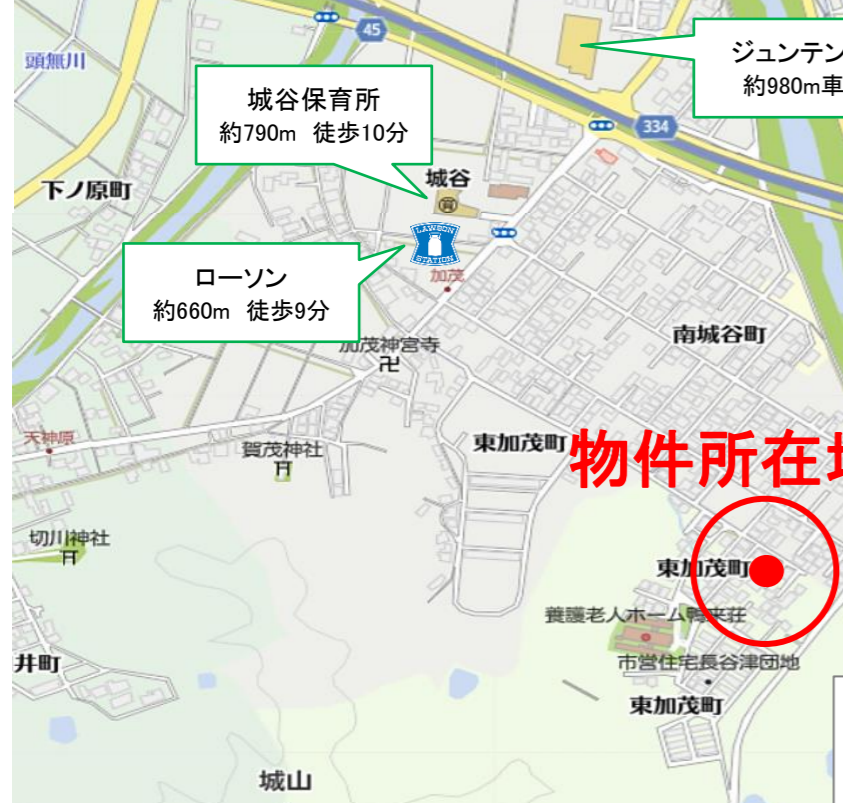 45
頭無川
ジュンテン
約980m車
城谷保育所
約790m 徒歩10分
334
下ノ原町
城谷
LAWSON
STATION
ローソン
約660m 徒歩9分
加茂
南城谷町
加茂神宮寺
天神原
賀茂神社
東加茂町
物件所在地
切川神社
東加茂町
養護老人ホーム鴨来荘
井町
市営住宅長谷津団地
東加茂町
城山